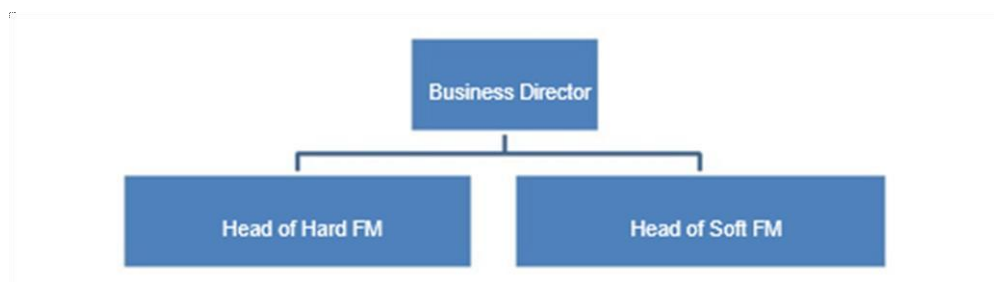 Business Director
Head of Hard FM
Head of Soft FM